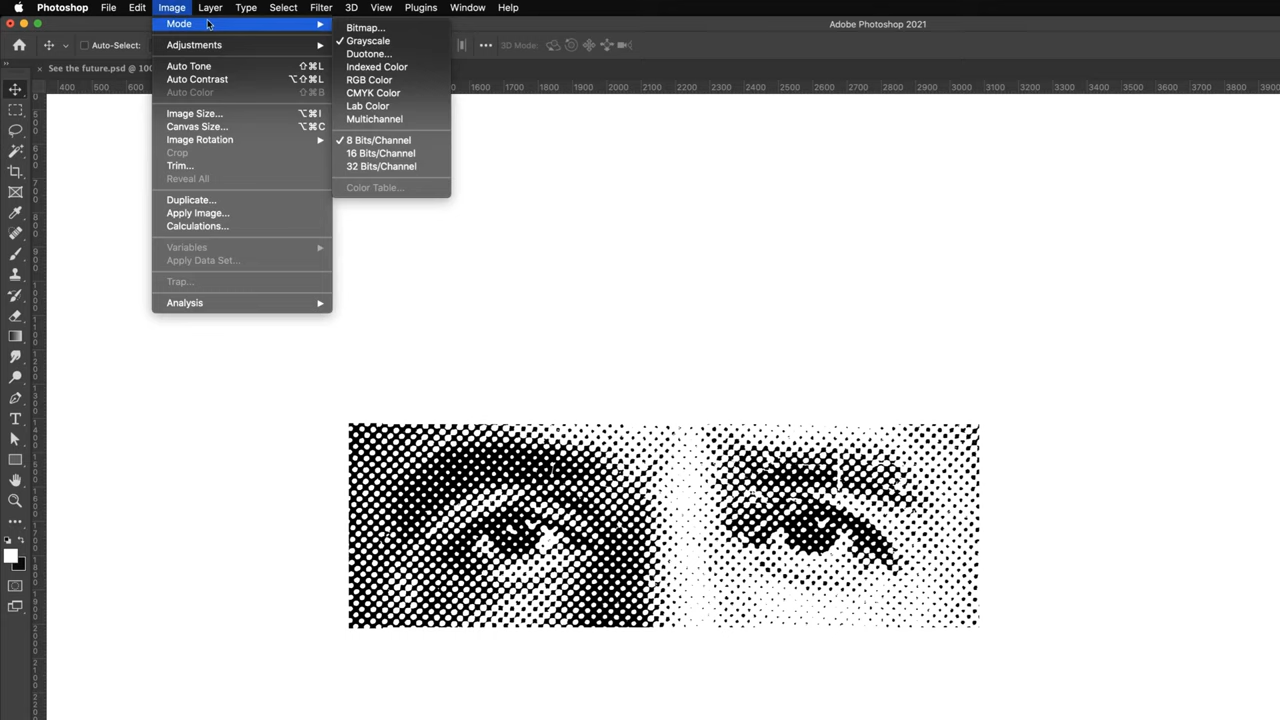 Photoshop File Edit Image Layer Type Select Filter 3D View Plugins Window Help
Adobe Photoshop 2021
Auto-Select:
3D Mode:
See the future.psd @ 100
400 500 600 1600 1700 1800 1900 2000 2100 2200 2300 2400 2500 2600 2700 2800 2900 3000 3100 3200 3300 3400 3500 3600 3700 3800 3900 4000
Mode
Adjustments
Auto Tone ⇧⌘L
Auto Contrast ⌥⇧⌘L
Auto Color ⇧⌘B
Image Size... ⌥⌘I
Canvas Size... ⌥⌘C
Image Rotation
Crop
Trim...
Reveal All
Duplicate...
Apply Image...
Calculations...
Variables
Apply Data Set...
Trap...
Analysis
Bitmap...
✓ Grayscale
Duotone...
Indexed Color
RGB Color
CMYK Color
Lab Color
Multichannel
✓ 8 Bits/Channel
16 Bits/Channel
32 Bits/Channel
Color Table...